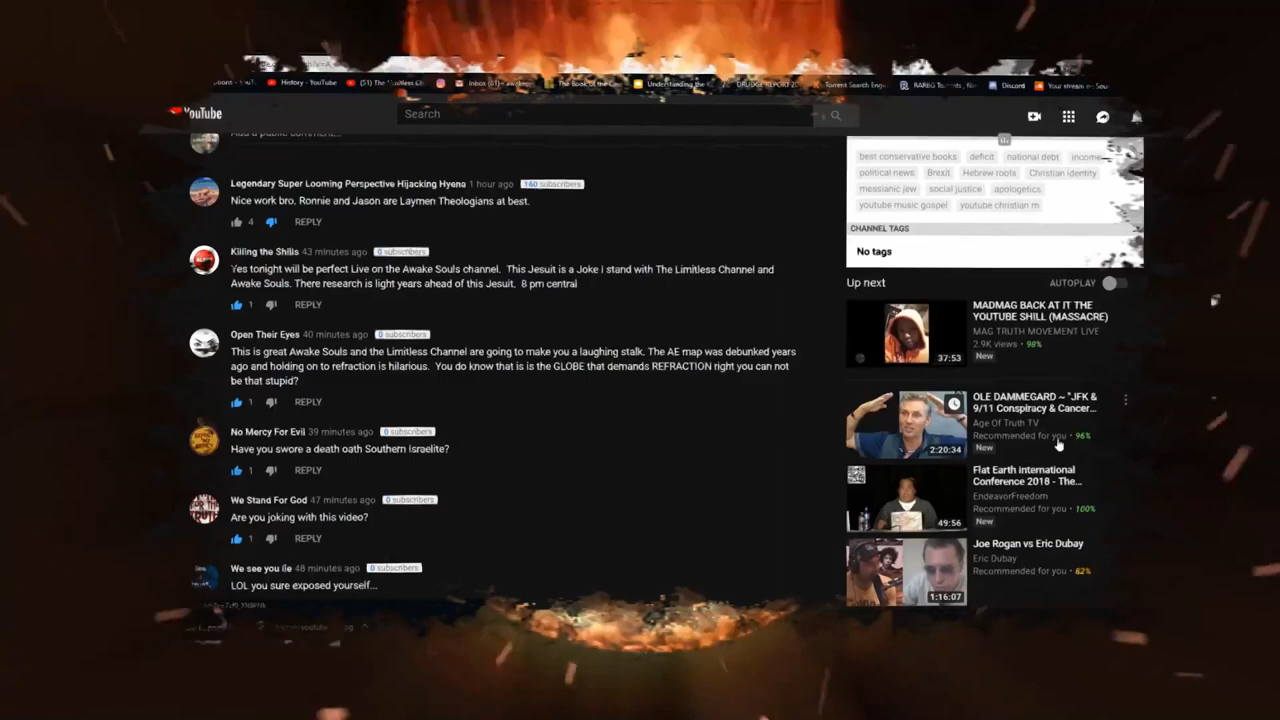 History - YouTube
Inbox (61) - awake
The Book of the
Understanding the
DRUDGE REPORT 20
Torrent Search Eng
Discord
Your stream on Sou
YouTube
Search
Add a public comment...
Legendary Super Looming Perspective Hijacking Hyena 1 hour ago 160 subscribers
Nice work bro. Ronnie and Jason are Laymen Theologians at best.
4 REPLY
Killing the Shills 43 minutes ago 0 subscribers
Yes tonight will be perfect Live on the Awake Souls channel. This Jesuit is a Joke I stand with The Limitless Channel and
Awake Souls. There research is light years ahead of this Jesuit. 8 pm central
1 REPLY
Open Their Eyes 40 minutes ago 0 subscribers
This is great Awake Souls and the Limitless Channel are going to make you a laughing stalk. The AE map was debunked years
ago and holding on to refraction is hilarious. You do know that is is the GLOBE that demands REFRACTION right you can not
be that stupid?
1 REPLY
No Mercy For Evil 39 minutes ago 0 subscribers
Have you swore a death oath Southern Israelite?
1 REPLY
We Stand For God 47 minutes ago 0 subscribers
Are you joking with this video?
1 REPLY
We see you lie 48 minutes ago 0 subscribers
LOL you sure exposed yourself...
best conservative books deficit national debt income
political news Brexit Hebrew roots Christian identity
messianic jew social justice apologetics
youtube music gospel youtube christian m
CHANNEL TAGS
No tags
Up next AUTOPLAY
MADMAG BACK AT IT THE
YOUTUBE SHILL (MASSACRE)
MAG TRUTH MOVEMENT LIVE
2.9K views • 98%
New
37:53
OLE DAMMEGARD ~ "JFK &
9/11 Conspiracy & Cancer...
Age Of Truth TV
Recommended for you • 96%
New
2:20:34
Flat Earth International
Conference 2018 - The...
EndeavorFreedom
Recommended for you • 100%
New
49:56
Joe Rogan vs Eric Dubay
Eric Dubay
Recommended for you • 82%
1:16:07